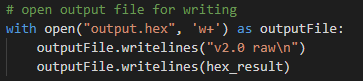 # open output file for writing
with open("output.hex", 'w+') as outputFile:
    outputFile.writelines("v2.0 raw\n")
    outputFile.writelines(hex_result)